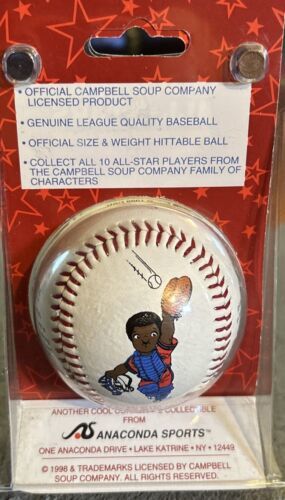 • OFFICIAL CAMPBELL SOUP COMPANY
LICENSED PRODUCT
• GENUINE LEAGUE QUALITY BASEBALL
• OFFICIAL SIZE & WEIGHT HITTABLE BALL
• COLLECT ALL 10 ALL-STAR PLAYERS FROM
THE CAMPBELL SOUP COMPANY FAMILY OF
CHARACTERS
ANOTHER COOL COLLECTIBLE FROM
ANACONDA SPORTS™
ONE ANACONDA DRIVE • LAKE KATRINE • NY • 12449
© 1998 & TRADEMARKS LICENSED BY CAMPBELL
SOUP COMPANY. ALL RIGHTS RESERVED.